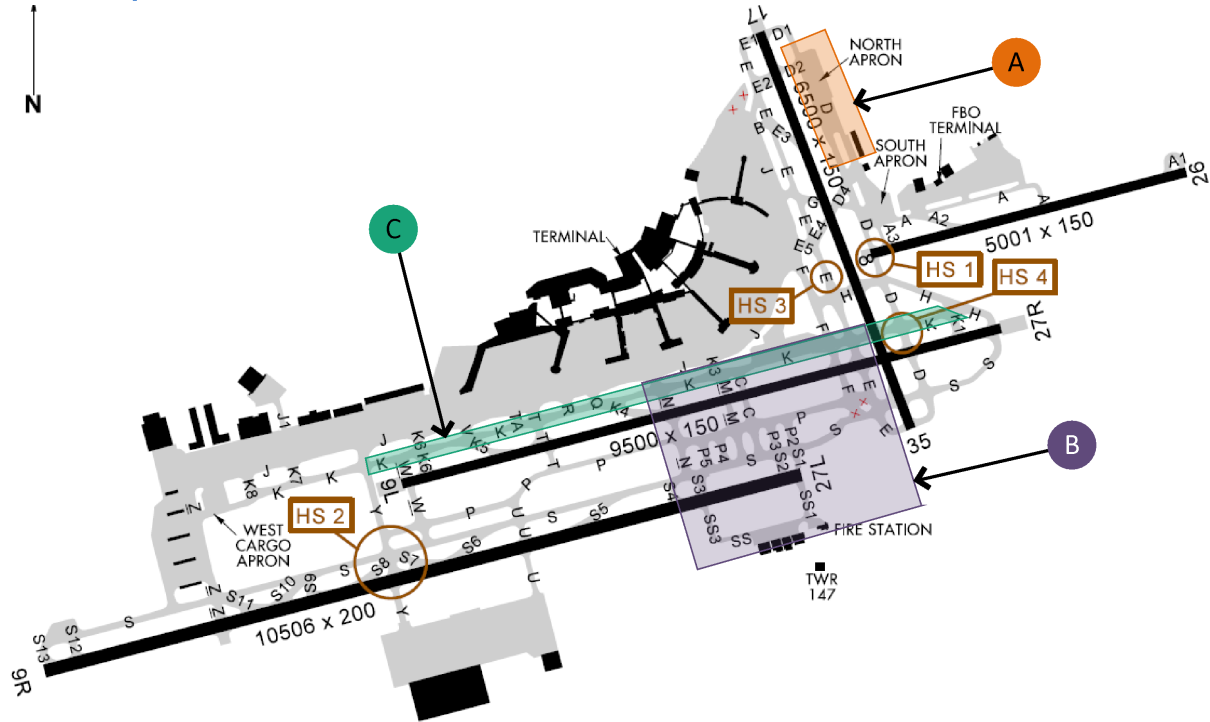 17
E1
D1
E
D2
E2
NORTH
APRON
A
N
6500 x 150
D
E
B
E3
FBO
TERMINAL
SOUTH
APRON
J
E
A1
26
G
D4
A
A
C
E
E4
D
A3
A
A2
5001 x 150
TERMINAL
E5
8
HS 1
HS 4
F
E
HS 3
H
D
H
H
K
K1
27R
F
J
K
J
K3
K
C
M
M
C
F
E
D
S
S
N
J1
K4
Q
R
T
TA
T
K
V
K5
T
J
K6
K6
K
W
9L
W
9500 x 150
P
S
E
35
B
P2
S1
P3
S2
P4
P5
S
27L
N
S3
S4
P
T
J
K7
K8
K
K
P
U
U
S
S5
P
Y
Z
HS 2
WEST
CARGO
APRON
SS1
SS3
SS
FIRE STATION
TWR
147
S6
S7
S8
S
S9
S10
S11
Z
Z
U
Y
10506 x 200
S
S12
S13
9R